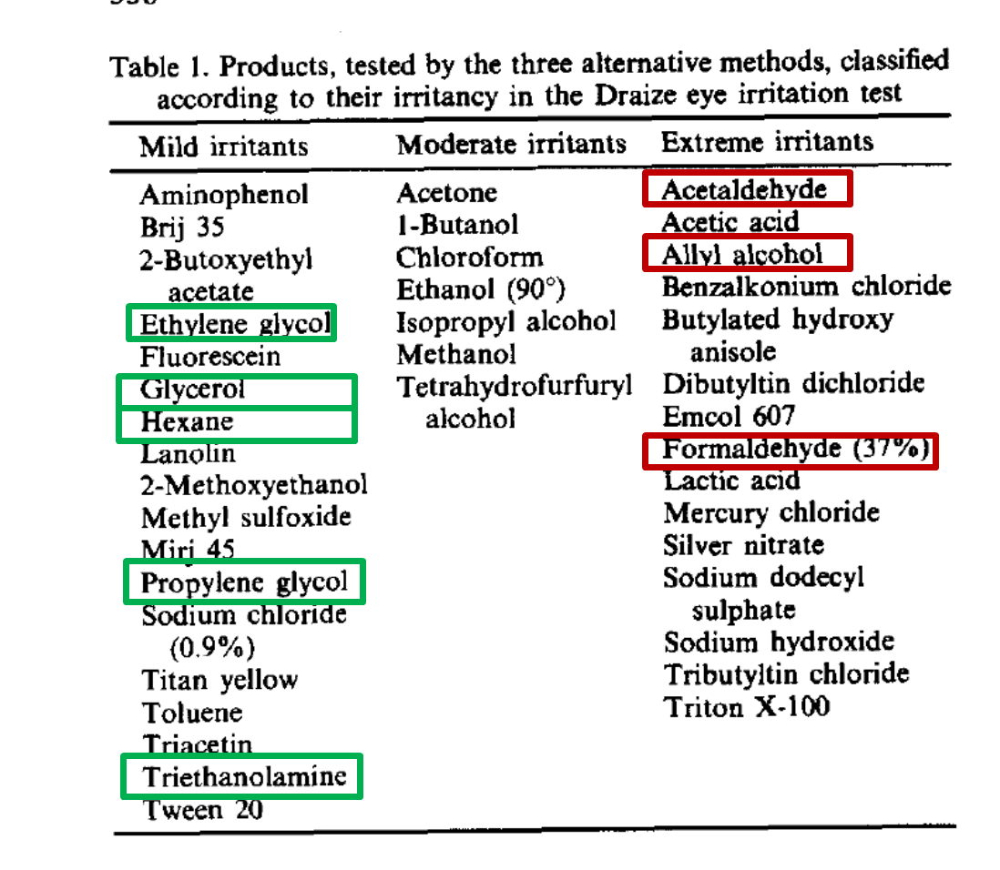 Table 1. Products, tested by the three alternative methods, classified
according to their irritancy in the Draize eye irritation test
Mild irritants
Aminophenol
Brij 35
2-Butoxyethyl
acetate
Ethylene glycol
Fluorescein
Glycerol
Hexane
Lanolin
2-Methoxyethanol
Methyl sulfoxide
Mirj 45
Propylene glycol
Sodium chloride
(0.9%)
Titan yellow
Toluene
Triacetin
Triethanolamine
Tween 20
Moderate irritants
Acetone
1-Butanol
Chloroform
Ethanol (90°)
Isopropyl alcohol
Methanol
Tetrahydrofurfuryl
alcohol
Extreme irritants
Acetaldehyde
Acetic acid
Allyl alcohol
Benzalkonium chloride
Butylated hydroxy
anisole
Dibutyltin dichloride
Emcol 607
Formaldehyde (37%)
Lactic acid
Mercury chloride
Silver nitrate
Sodium dodecyl
sulphate
Sodium hydroxide
Tributyltin chloride
Triton X-100